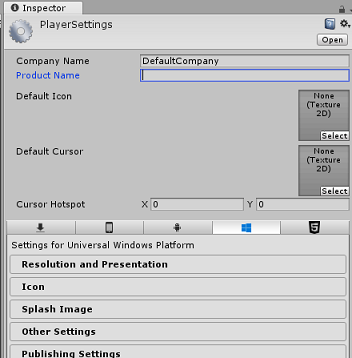 Inspector
PlayerSettings
Open
Company Name DefaultCompany
Product Name
Default Icon
None
(Texture
2D)
Select
Default Cursor
None
(Texture
2D)
Select
Cursor Hotspot X 0 Y 0
Settings for Universal Windows Platform
Resolution and Presentation
Icon
Splash Image
Other Settings
Publishing Settings